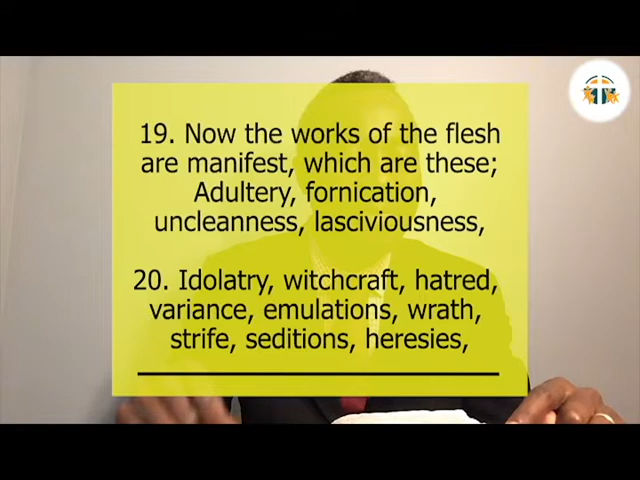 19. Now the works of the flesh
are manifest, which are these;
Adultery, fornication,
uncleanness, lasciviousness,
20. Idolatry, witchcraft, hatred,
variance, emulations, wrath,
strife, seditions, heresies,